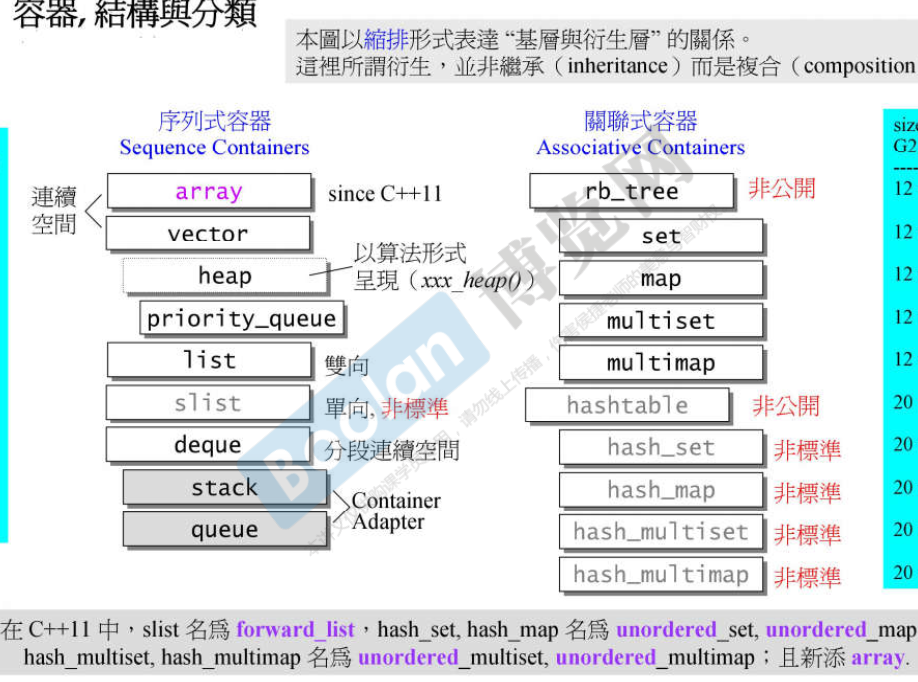 容器, 結構與分類
本圖以縮排形式表達 “基層與衍生層” 的關係。
這裡所謂衍生，並非繼承（inheritance）而是複合（composition
序列式容器
Sequence Containers
連續
空間
array
since C++11
vector
heap
以算法形式
呈現（xxx_heap()）
priority_queue
list
雙向
slist
單向, 非標準
deque
分段連續空間
stack
queue
Container
Adapter
關聯式容器
Associative Containers
rb_tree
非公開
set
map
multiset
multimap
hashtable
非公開
hash_set
非標準
hash_map
非標準
hash_multiset
非標準
hash_multimap
非標準
G2
12
12
12
12
12
20
20
20
20
20
Boolan 博览网
在 C++11 中，slist 名爲 forward_list，hash_set, hash_map 名爲 unordered_set, unordered_map
hash_multiset, hash_multimap 名爲 unordered_multiset, unordered_multimap；且新添 array.